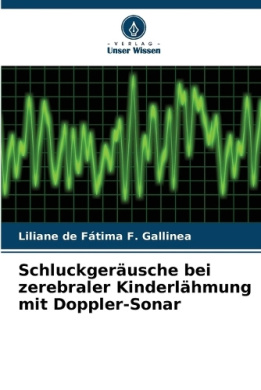 VERLAG
Unser Wissen
Liliane de Fátima F. Gallinea
Schluckgeräusche bei
zerebraler Kinderlähmung
mit Doppler-Sonar